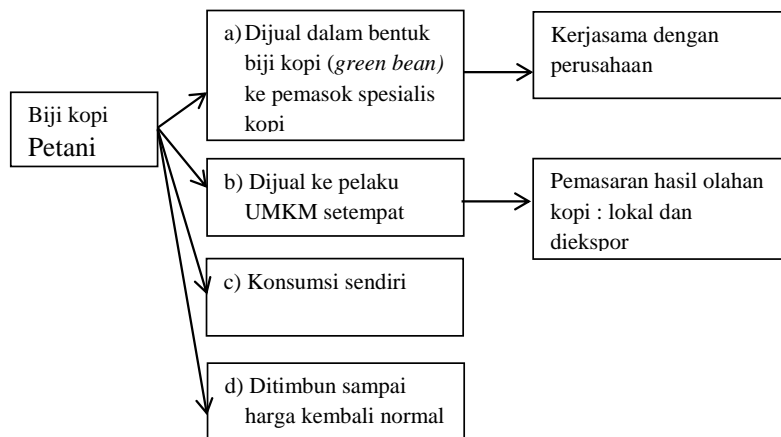 Biji kopi
Petani
a) Dijual dalam bentuk
biji kopi (green bean)
ke pemasok spesialis
kopi
Kerjasama dengan
perusahaan
b) Dijual ke pelaku
UMKM setempat
Pemasaran hasil olahan
kopi : lokal dan
diekspor
c) Konsumsi sendiri
d) Ditimbun sampai
harga kembali normal